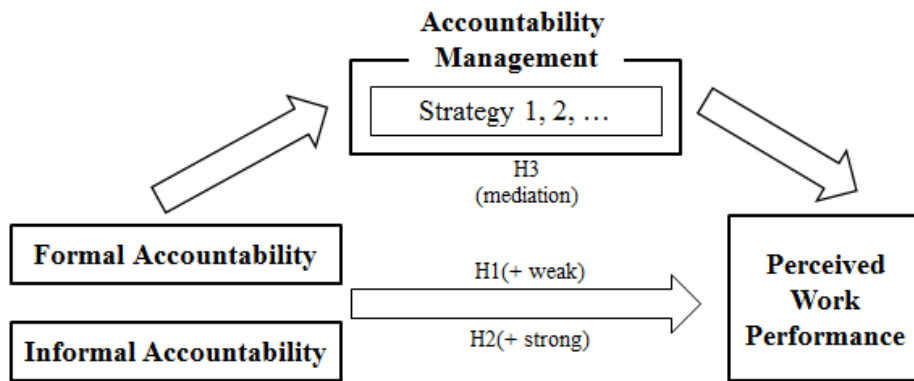 Accountability
Management
Strategy 1, 2, ...
H3
(mediation)
Formal Accountability
Informal Accountability
H1(+ weak)
H2(+ strong)
Perceived
Work
Performance